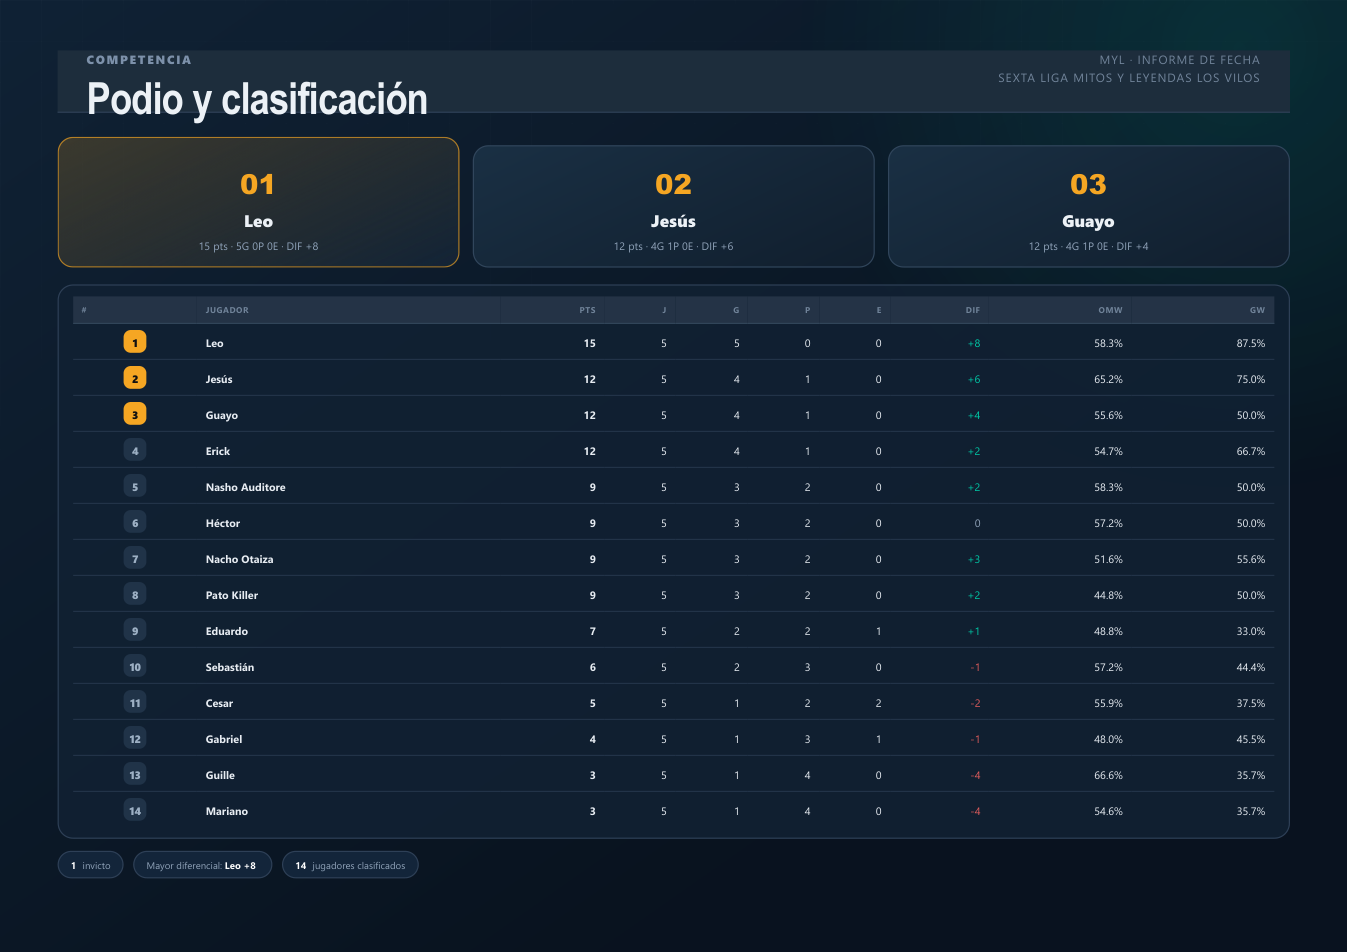 COMPETENCIA
Podio y clasificación
MYL · INFORME DE FECHA
SEXTA LIGA MITOS Y LEYENDAS LOS VILOS
01
Leo
15 pts · 5G 0P 0E · DIF +8
02
Jesús
12 pts · 4G 1P 0E · DIF +6
03
Guayo
12 pts · 4G 1P 0E · DIF +4
# JUGADOR PTS J G P E DIF OMW GW
1 Leo 15 5 5 0 0 +8 58.3% 87.5%
2 Jesús 12 5 4 1 0 +6 65.2% 75.0%
3 Guayo 12 5 4 1 0 +4 55.6% 50.0%
4 Erick 12 5 4 1 0 +2 54.7% 66.7%
5 Nasho Auditore 9 5 3 2 0 +2 58.3% 50.0%
6 Héctor 9 5 3 2 0 0 57.2% 50.0%
7 Nacho Otaiza 9 5 3 2 0 +3 51.6% 55.6%
8 Pato Killer 9 5 3 2 0 +2 44.8% 50.0%
9 Eduardo 7 5 2 2 1 +1 48.8% 33.0%
10 Sebastián 6 5 2 3 0 -1 57.2% 44.4%
11 Cesar 5 5 1 2 2 -2 55.9% 37.5%
12 Gabriel 4 5 1 3 1 -1 48.0% 45.5%
13 Guille 3 5 1 4 0 -4 66.6% 35.7%
14 Mariano 3 5 1 4 0 -4 54.6% 35.7%
1 invicto
Mayor diferencial: Leo +8
14 jugadores clasificados